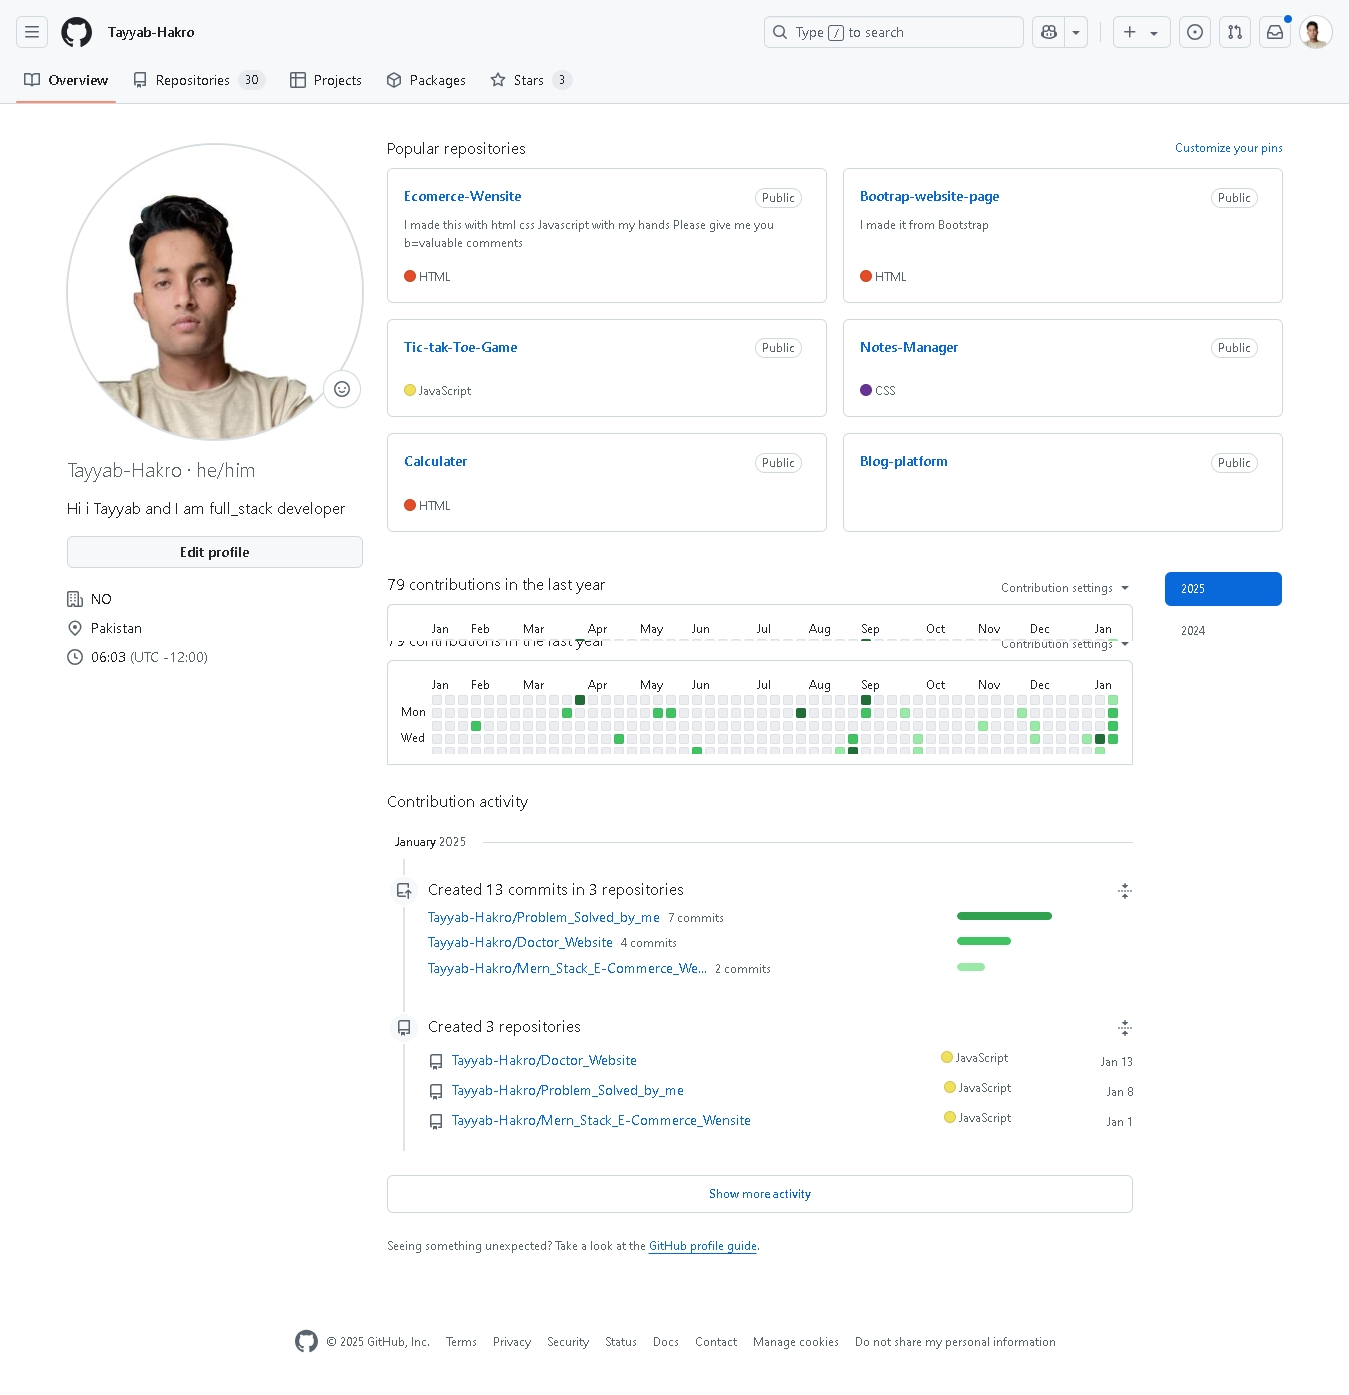 Tayyab-Hakro
Type / to search
Overview
Repositories 30
Projects
Packages
Stars 3
Popular repositories
Customize your pins
Ecomerce-Wensite
Public
I made this with html css Javascript with my hands Please give me you
b=valuable comments
HTML
Bootrap-website-page
Public
I made it from Bootstrap
HTML
Tic-tak-Toe-Game
Public
JavaScript
Notes-Manager
Public
CSS
Calculater
Public
HTML
Blog-platform
Public
Tayyab-Hakro · he/him
Hi i Tayyab and I am full_stack developer
Edit profile
NO
Pakistan
06:03 (UTC -12:00)
79 contributions in the last year
Contribution settings
2025
2024
Jan Feb Mar Apr May Jun Jul Aug Sep Oct Nov Dec Jan
79 contributions in the last year
Contribution settings
Jan Feb Mar Apr May Jun Jul Aug Sep Oct Nov Dec Jan
Mon
Wed
Contribution activity
January 2025
Created 13 commits in 3 repositories
Tayyab-Hakro/Problem_Solved_by_me 7 commits
Tayyab-Hakro/Doctor_Website 4 commits
Tayyab-Hakro/Mern_Stack_E-Commerce_We... 2 commits
Created 3 repositories
Tayyab-Hakro/Doctor_Website JavaScript Jan 13
Tayyab-Hakro/Problem_Solved_by_me JavaScript Jan 8
Tayyab-Hakro/Mern_Stack_E-Commerce_Wensite JavaScript Jan 1
Show more activity
Seeing something unexpected? Take a look at the GitHub profile guide.
© 2025 GitHub, Inc. Terms Privacy Security Status Docs Contact Manage cookies Do not share my personal information